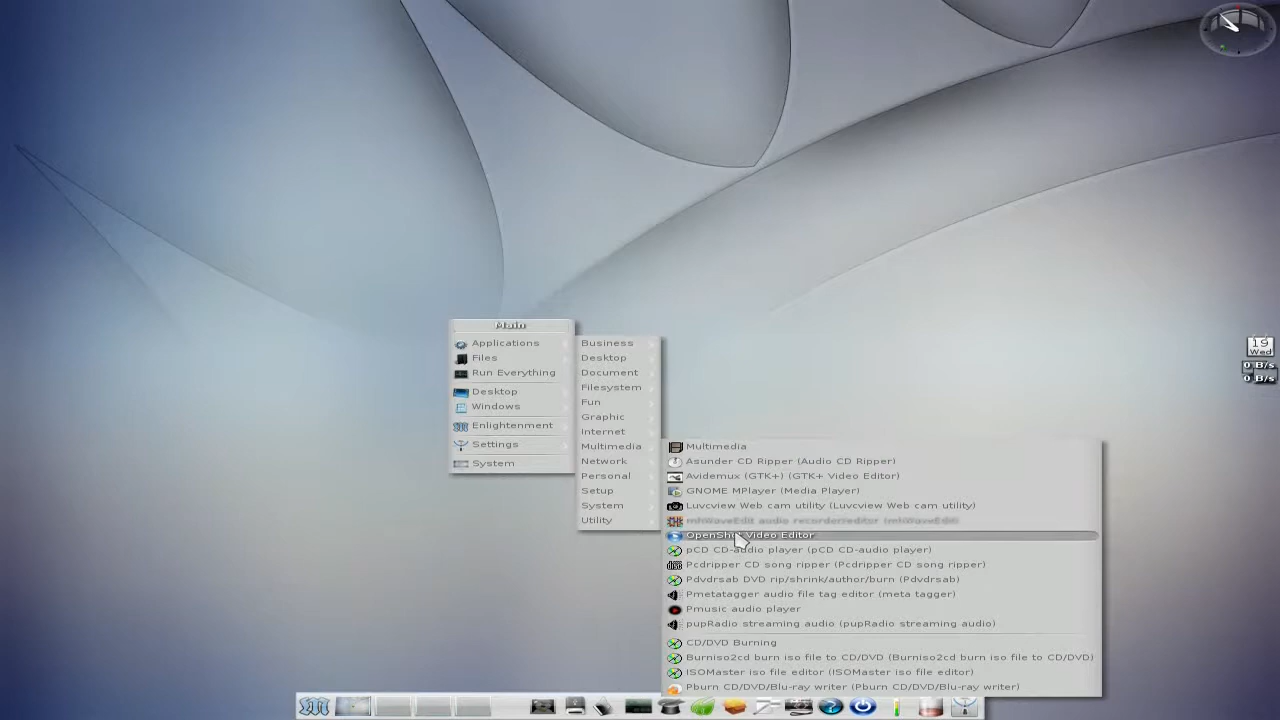 19
Wed
0 B/s
0 B/s
Main
Applications
Files
Run Everything
Desktop
Windows
Enlightenment
Settings
System
Business
Desktop
Document
Filesystem
Fun
Graphic
Internet
Multimedia
Network
Personal
Setup
System
Utility
Multimedia
Asunder CD Ripper (Audio CD Ripper)
Avidemux (GTK+) (GTK+ Video Editor)
GNOME MPlayer (Media Player)
Luvcview Web cam utility (Luvcview Web cam utility)
mhWaveEdit audio recorder/editor (mhWaveEdit)
OpenShot Video Editor
pCD CD-audio player (pCD CD-audio player)
Pcdripper CD song ripper (Pcdripper CD song ripper)
Pdvdrsab DVD rip/shrink/author/burn (Pdvdrsab)
Pmetatagger audio file tag editor (meta tagger)
Pmusic audio player
pupRadio streaming audio (pupRadio streaming audio)
CD/DVD Burning
Burniso2cd burn iso file to CD/DVD (Burniso2cd burn iso file to CD/DVD)
ISOMaster iso file editor (ISOMaster iso file editor)
Pburn CD/DVD/Blu-ray writer (Pburn CD/DVD/Blu-ray writer)